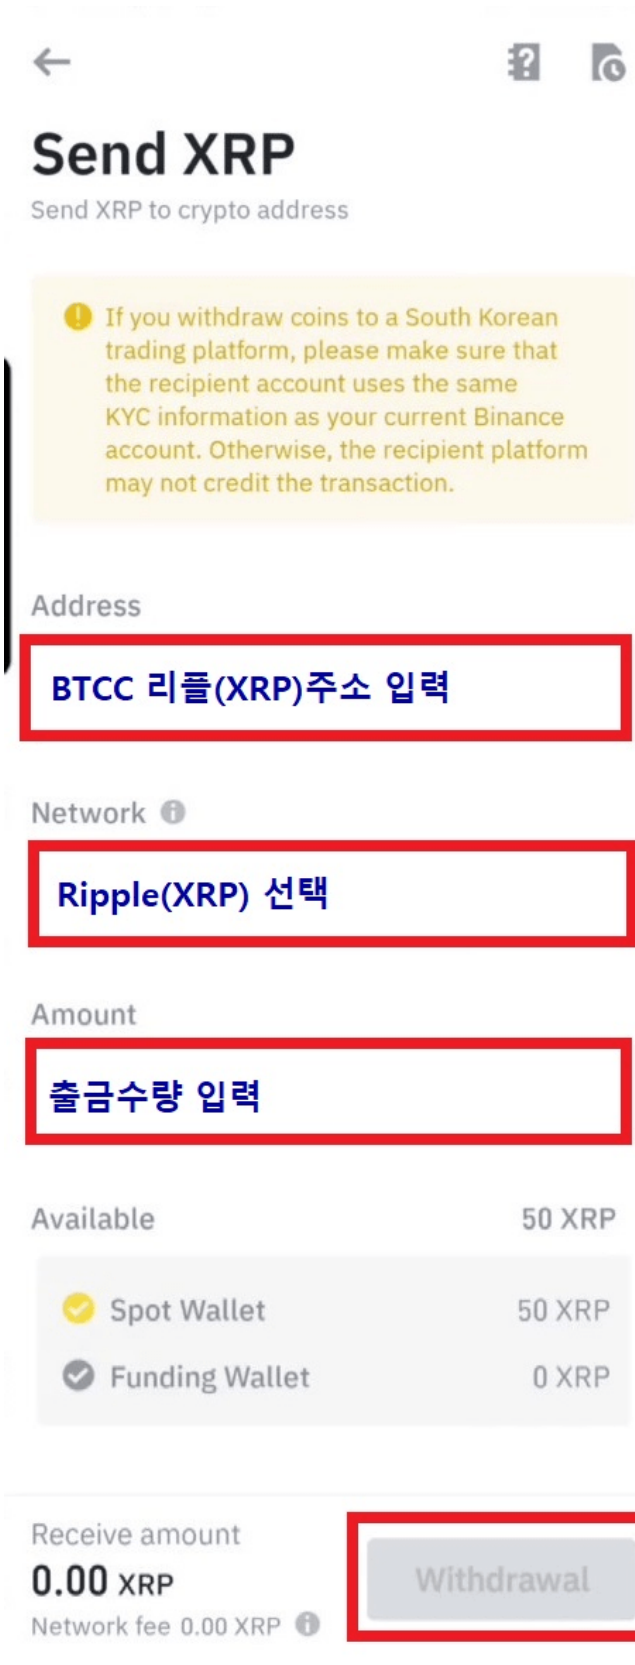 Send XRP
Send XRP to crypto address
If you withdraw coins to a South Korean
trading platform, please make sure that
the recipient account uses the same
KYC information as your current Binance
account. Otherwise, the recipient platform
may not credit the transaction.
Address
BTCC 리플(XRP)주소 입력
Network
Ripple(XRP) 선택
Amount
출금수량 입력
Available 50 XRP
Spot Wallet 50 XRP
Funding Wallet 0 XRP
Receive amount
0.00 XRP
Network fee 0.00 XRP
Withdrawal